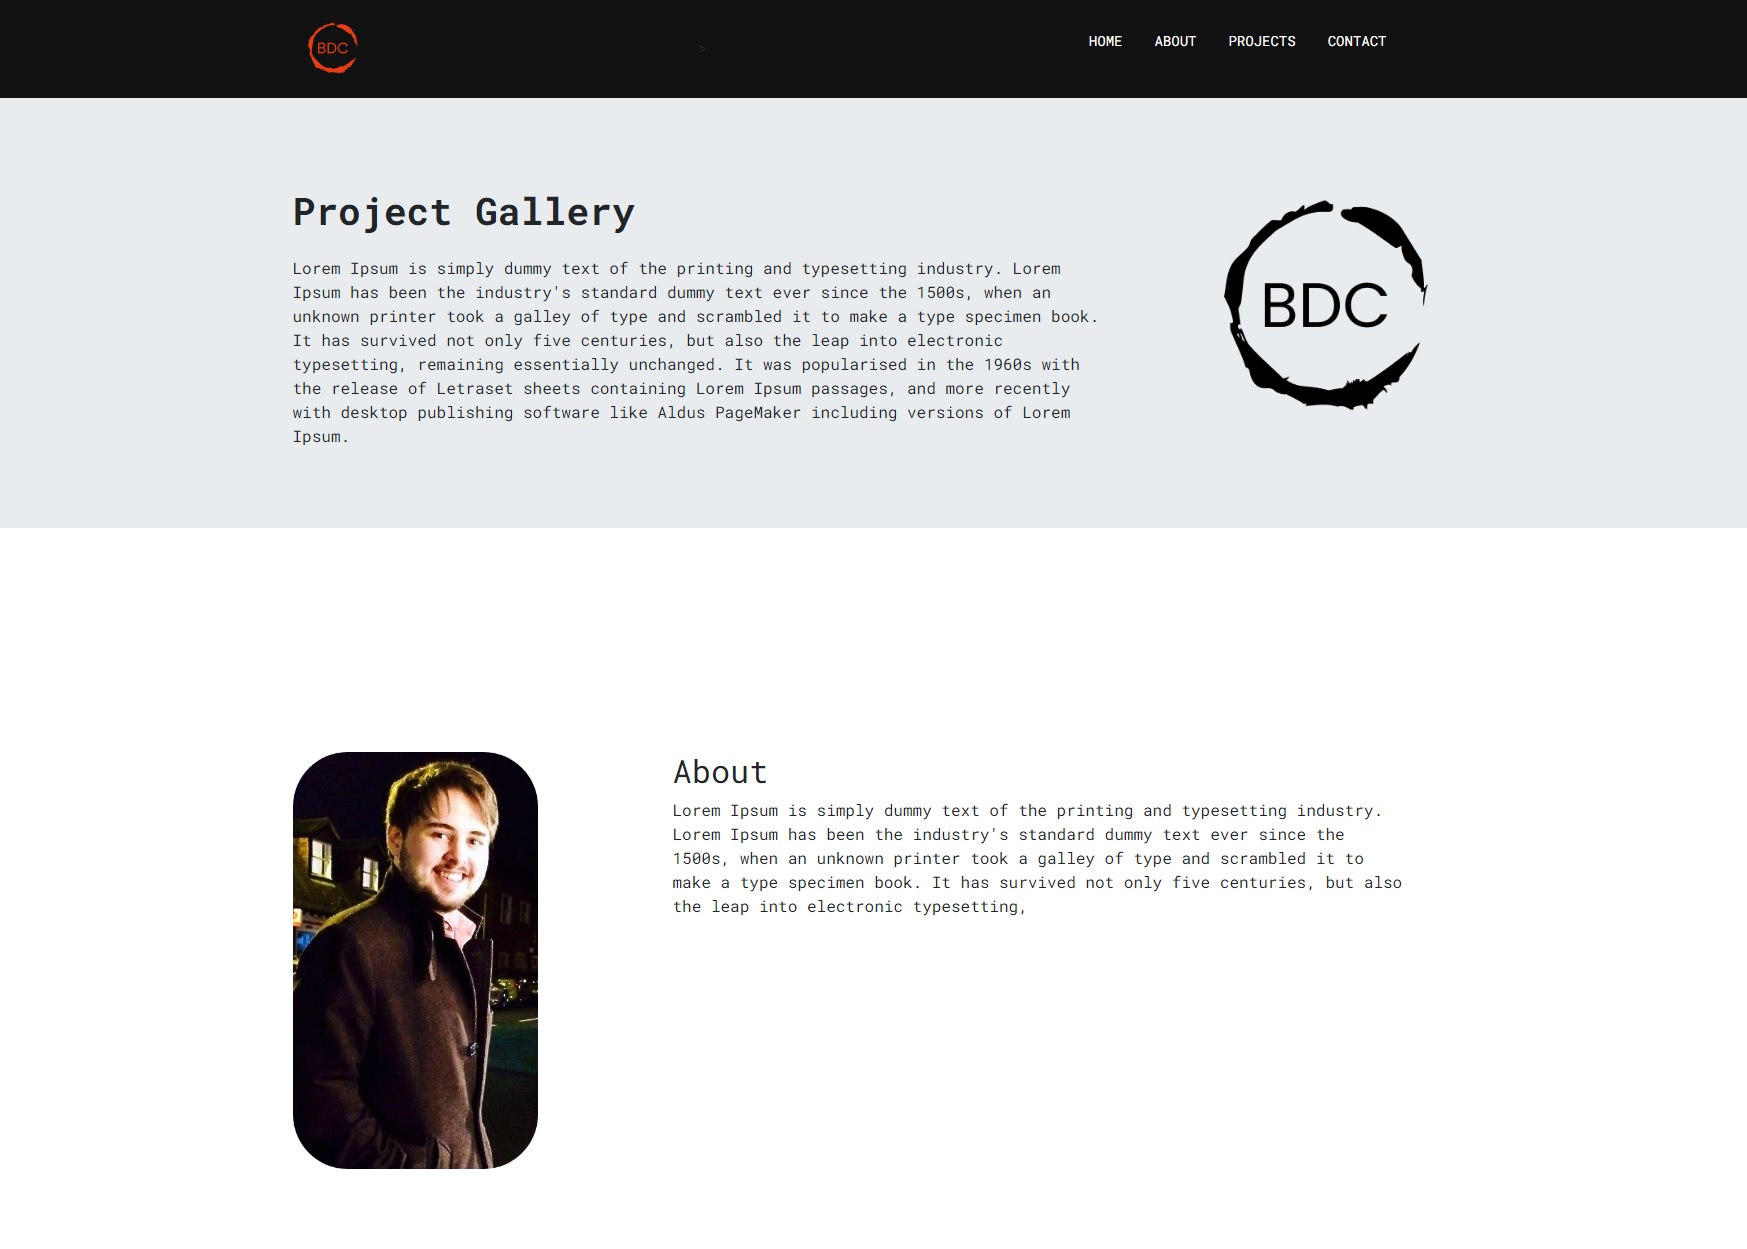 BDC
>
HOME ABOUT PROJECTS CONTACT
Project Gallery
Lorem Ipsum is simply dummy text of the printing and typesetting industry. Lorem
Ipsum has been the industry's standard dummy text ever since the 1500s, when an
unknown printer took a galley of type and scrambled it to make a type specimen book.
It has survived not only five centuries, but also the leap into electronic
typesetting, remaining essentially unchanged. It was popularised in the 1960s with
the release of Letraset sheets containing Lorem Ipsum passages, and more recently
with desktop publishing software like Aldus PageMaker including versions of Lorem
Ipsum.
BDC
About
Lorem Ipsum is simply dummy text of the printing and typesetting industry.
Lorem Ipsum has been the industry's standard dummy text ever since the
1500s, when an unknown printer took a galley of type and scrambled it to
make a type specimen book. It has survived not only five centuries, but also
the leap into electronic typesetting,